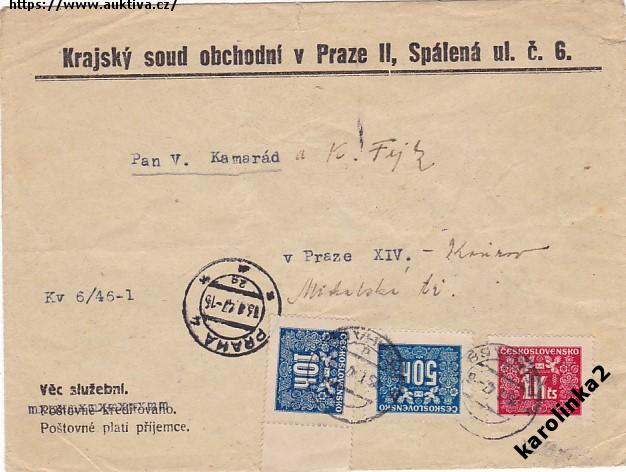 https://www.auktiva.cz/
Krajský soud obchodní v Praze II, Spálená ul. č. 6.
Pan V. Kamarád a K.
v Praze XIV. -
Kv 6/46-1
PRAHA
Věc služební.
Poštovné kreditováno.
Poštovné platí příjemce.
10h
ČESKOSLOVENSKO
50h
ČESKOSLOVENSKO
ČESKOSLOVENSKO
1Kčs
karolinka2